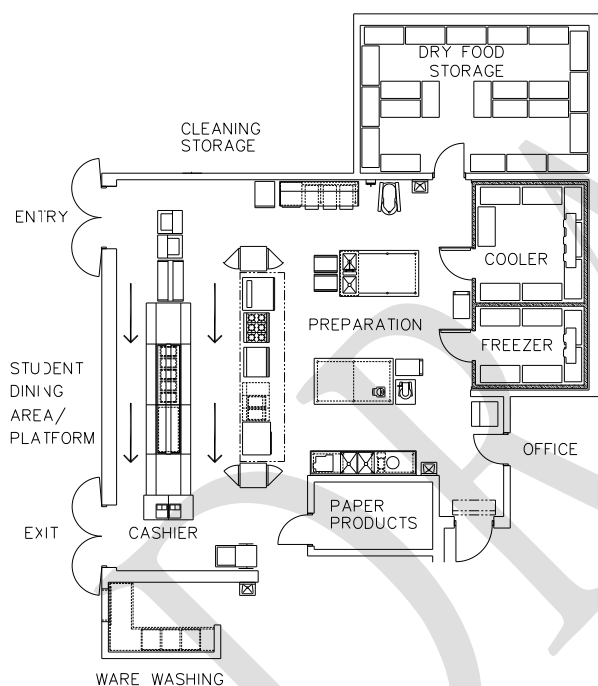 DRY FOOD
STORAGE
CLEANING
STORAGE
ENTRY
COOLER
PREPARATION
FREEZER
STUDENT
DINING
AREA/
PLATFORM
OFFICE
PAPER
PRODUCTS
EXIT
CASHIER
WARE WASHING